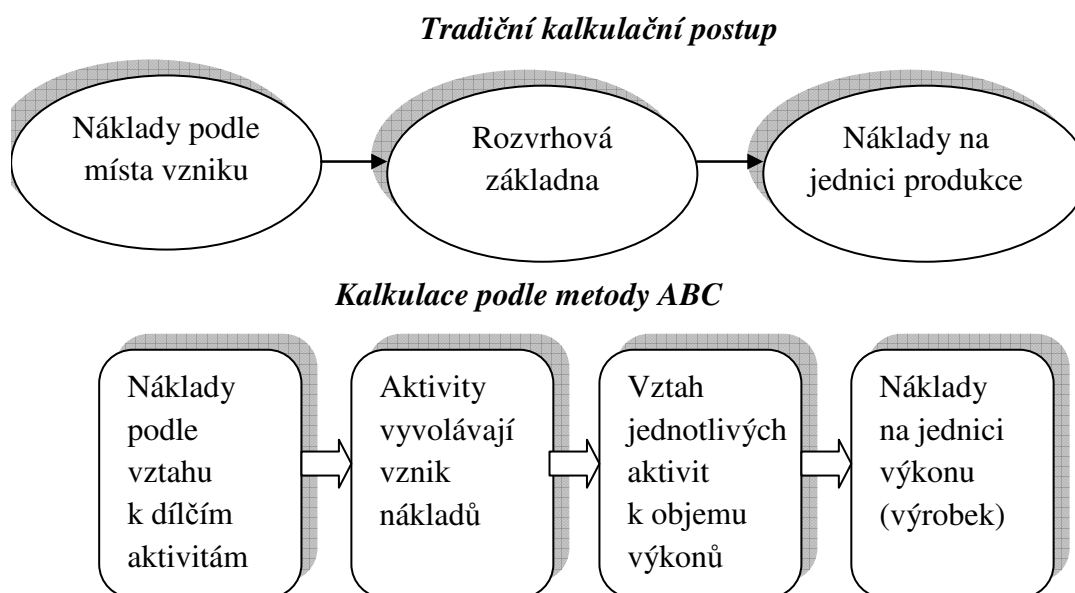 Tradiční kalkulační postup
Náklady podle
místa vzniku
Rozvrhová
základna
Náklady na
jednici produkce
Kalkulace podle metody ABC
Náklady
podle
vztahu
k dílčím
aktivitám
Aktivity
vyvolávají
vznik
nákladů
Vztah
jednotlivých
aktivit
k objemu
výkonů
Náklady
na jednici
výkonu
(výrobek)